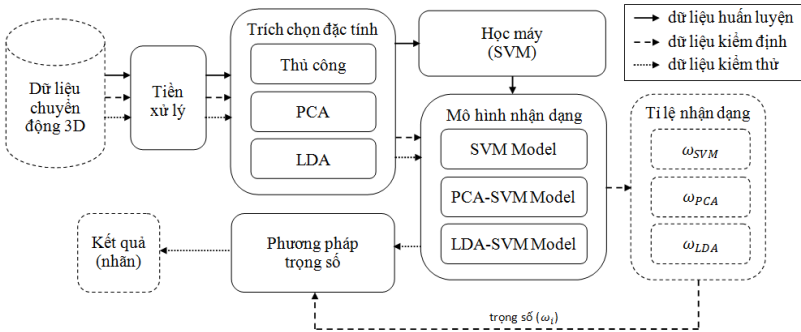 Dữ liệu
chuyển
động 3D
Tiền
xử lý
Trích chọn đặc tính
Thủ công
PCA
LDA
Học máy
(SVM)
dữ liệu huấn luyện
dữ liệu kiểm định
dữ liệu kiểm thử
Mô hình nhận dạng
SVM Model
PCA-SVM Model
LDA-SVM Model
Tỉ lệ nhận dạng
ω_SVM
ω_PCA
ω_LDA
Kết quả
(nhãn)
Phương pháp
trọng số
trọng số (ω_i)